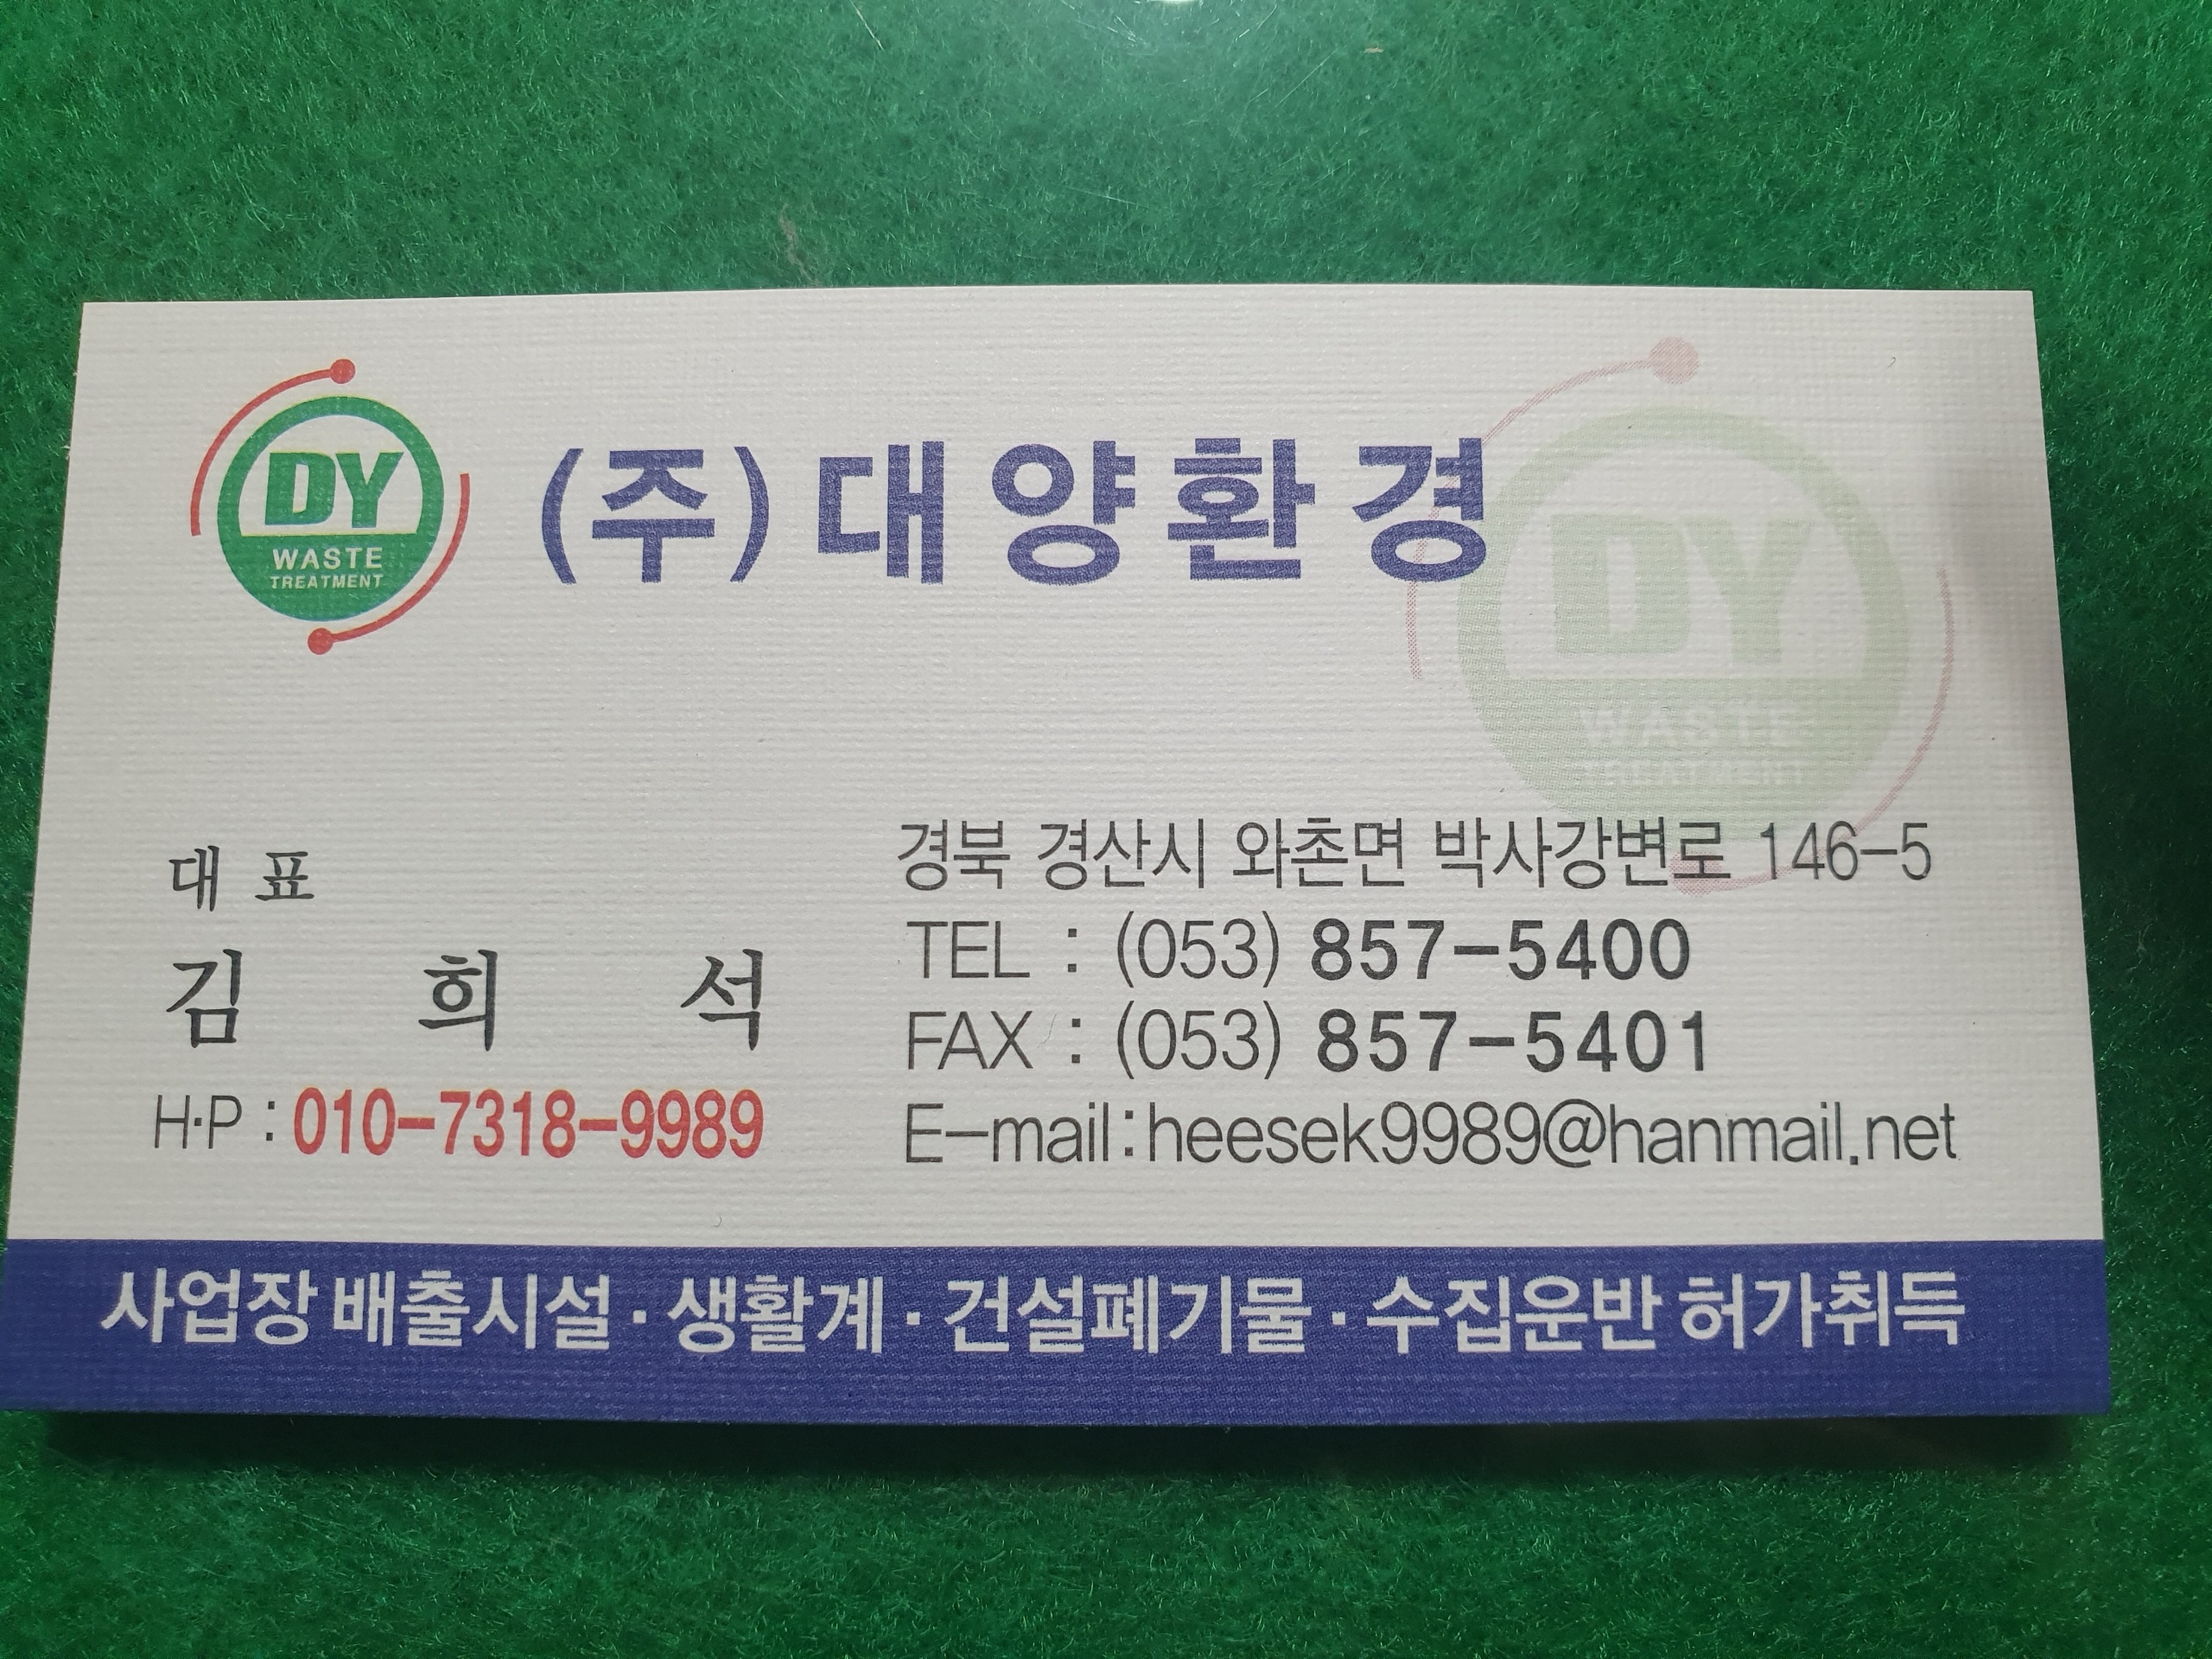 DY
WASTE
TREATMENT
(주)대양환경
DY
WASTE
TREATMENT
대 표
김 희 석
H·P : 010-7318-9989
경북 경산시 와촌면 박사강변로 146-5
TEL : (053) 857-5400
FAX : (053) 857-5401
E-mail:heesek9989@hanmail.net
사업장 배출시설 · 생활계 · 건설폐기물 · 수집운반 허가취득